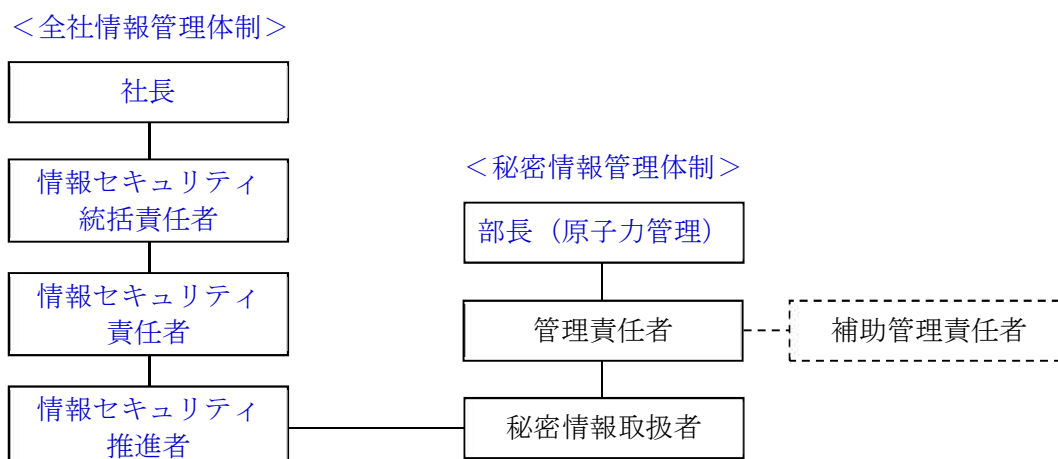 ＜全社情報管理体制＞
社長
情報セキュリティ
統括責任者
情報セキュリティ
責任者
情報セキュリティ
推進者
＜秘密情報管理体制＞
部長（原子力管理）
管理責任者
補助管理責任者
秘密情報取扱者